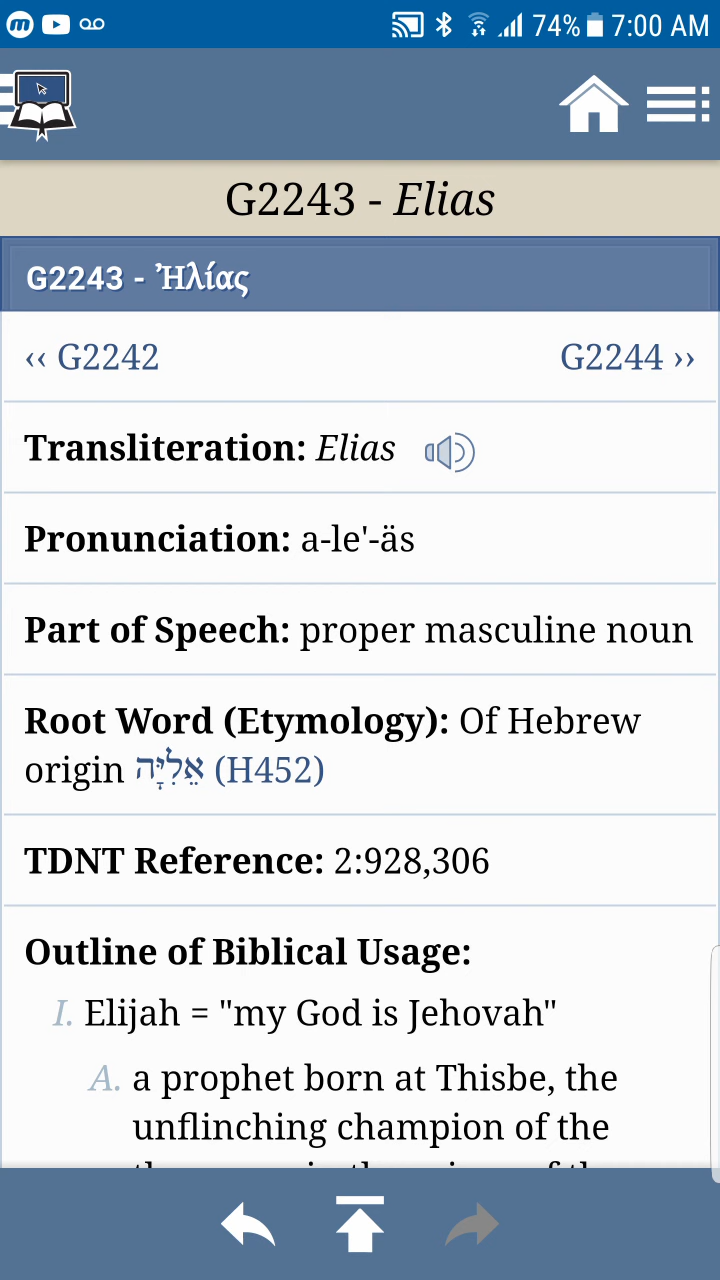 74% 7:00 AM
G2243 - Elias
G2243 - Ἠλίας
‹‹ G2242 G2244 ››
Transliteration: Elias
Pronunciation: a-le'-äs
Part of Speech: proper masculine noun
Root Word (Etymology): Of Hebrew
origin אֵלִיָּה (H452)
TDNT Reference: 2:928,306
Outline of Biblical Usage:
I. Elijah = "my God is Jehovah"
A. a prophet born at Thisbe, the
unflinching champion of the